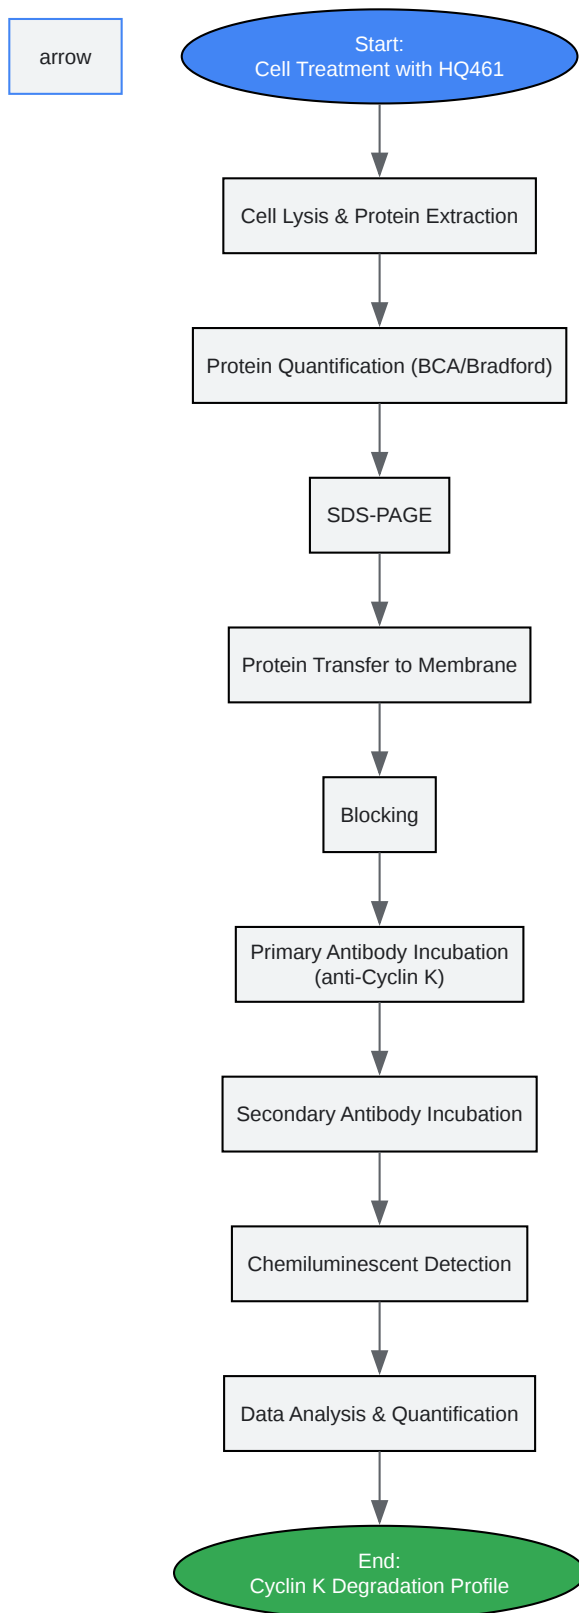 arrow
Start:
Cell Treatment with HQ461
Cell Lysis & Protein Extraction
Protein Quantification (BCA/Bradford)
SDS-PAGE
Protein Transfer to Membrane
Blocking
Primary Antibody Incubation
(anti-Cyclin K)
Secondary Antibody Incubation
Chemiluminescent Detection
Data Analysis & Quantification
End:
Cyclin K Degradation Profile